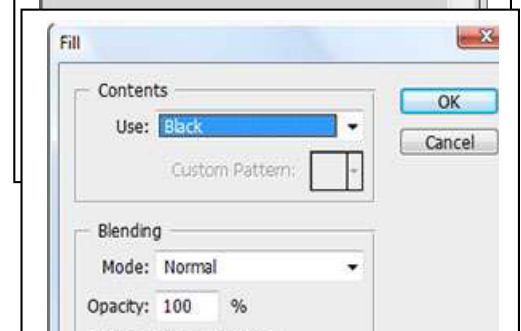 Fill
Contents
OK
Use: Black
Cancel
Custom Pattern:
Blending
Mode: Normal
Opacity: 100 %